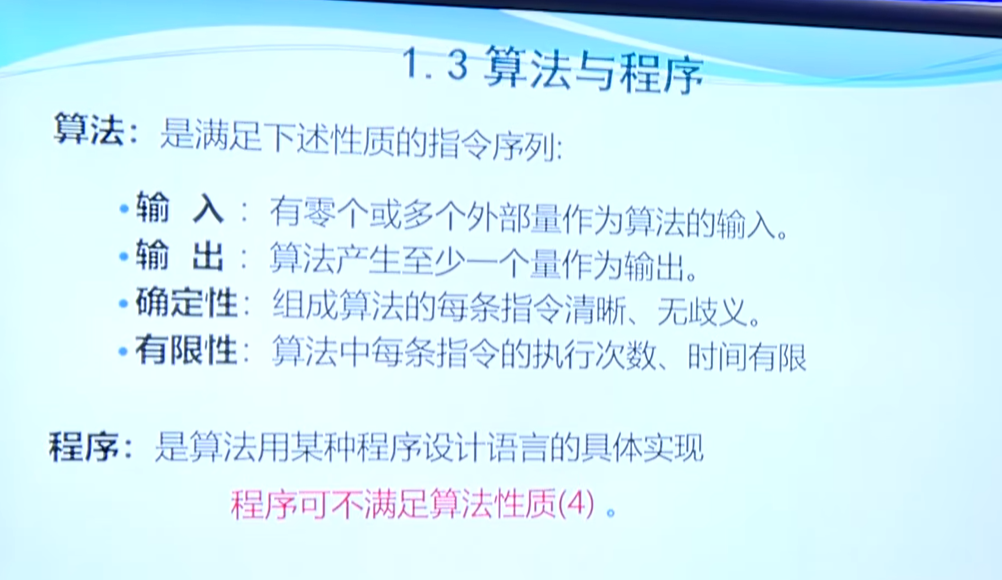 1.3 算法与程序
算法：是满足下述性质的指令序列:
•输 入 ：有零个或多个外部量作为算法的输入。
•输 出 ：算法产生至少一个量作为输出。
•确定性：组成算法的每条指令清晰、无歧义。
•有限性：算法中每条指令的执行次数、时间有限
程序：是算法用某种程序设计语言的具体实现
程序可不满足算法性质(4) 。